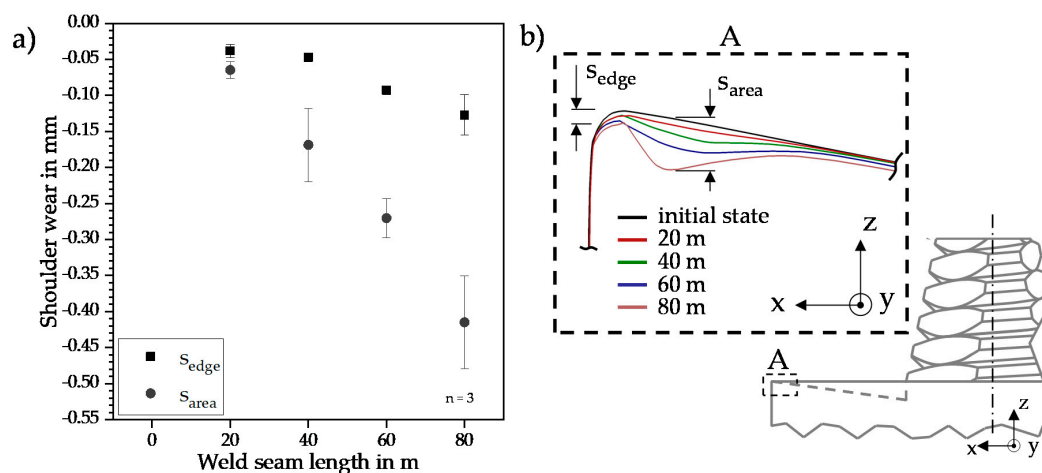 a)
0.00
-0.05
-0.10
-0.15
-0.20
-0.25
-0.30
-0.35
-0.40
-0.45
-0.50
-0.55
Shoulder wear in mm
s_edge
s_area
n = 3
0 20 40 60 80
Weld seam length in m
b)
A
s_edge
s_area
initial state
20 m
40 m
60 m
80 m
z
x y
A
z
x y